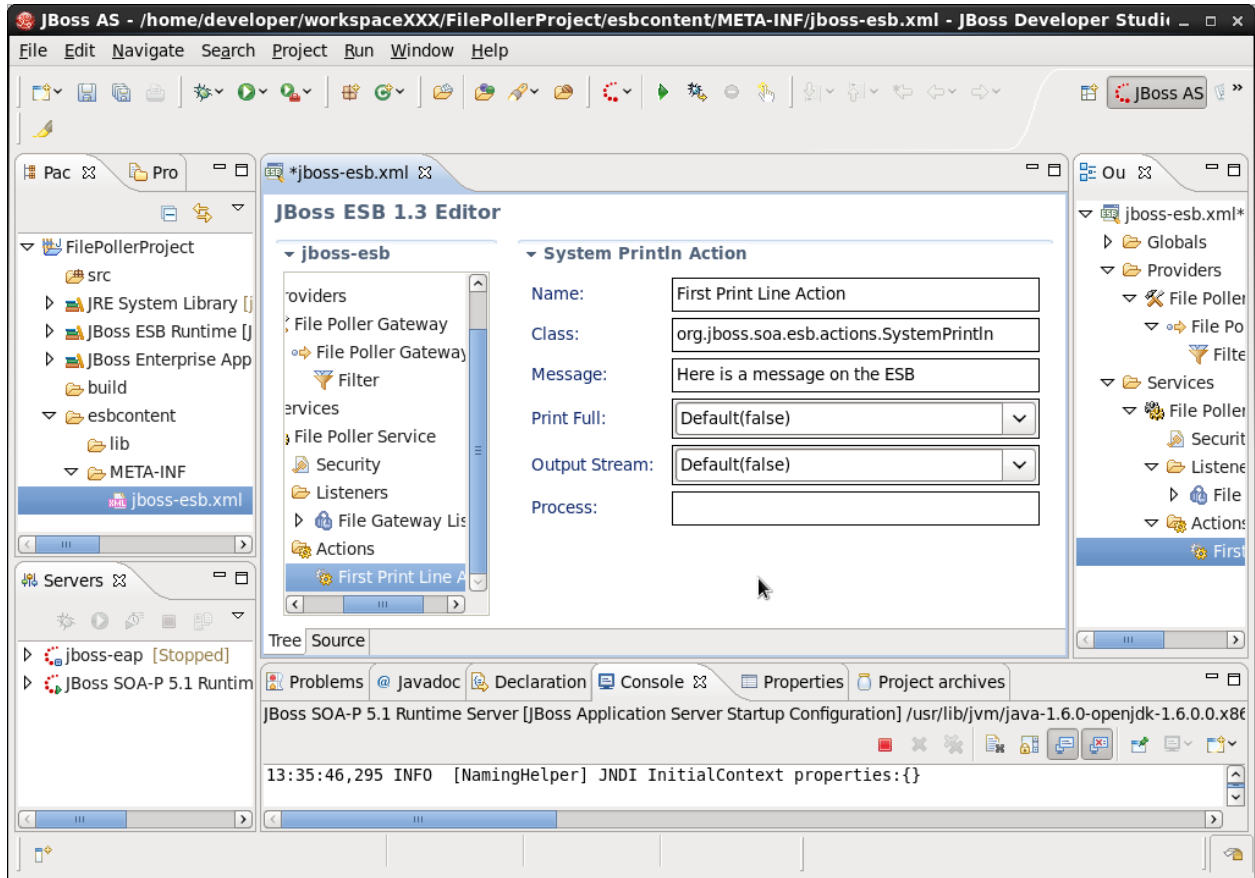 JBoss AS - /home/developer/workspaceXXX/FilePollerProject/esbcontent/META-INF/jboss-esb.xml - JBoss Developer Studi
File Edit Navigate Search Project Run Window Help
JBoss AS
Pac
Pro
FilePollerProject
src
JRE System Library [j
JBoss ESB Runtime [J
JBoss Enterprise App
build
esbcontent
lib
META-INF
jboss-esb.xml
Servers
jboss-eap [Stopped]
JBoss SOA-P 5.1 Runtim
*jboss-esb.xml
JBoss ESB 1.3 Editor
jboss-esb
roviders
File Poller Gateway
File Poller Gateway
Filter
ervices
File Poller Service
Security
Listeners
File Gateway Lis
Actions
First Print Line A
System Println Action
Name: First Print Line Action
Class: org.jboss.soa.esb.actions.SystemPrintln
Message: Here is a message on the ESB
Print Full: Default(false)
Output Stream: Default(false)
Process:
Tree Source
Ou
jboss-esb.xml*
Globals
Providers
File Poller
File Po
Filte
Services
File Poller
Securit
Listene
File
Actions
First
Problems @ Javadoc Declaration Console Properties Project archives
JBoss SOA-P 5.1 Runtime Server [JBoss Application Server Startup Configuration] /usr/lib/jvm/java-1.6.0-openjdk-1.6.0.0.x86
13:35:46,295 INFO [NamingHelper] JNDI InitialContext properties:{}